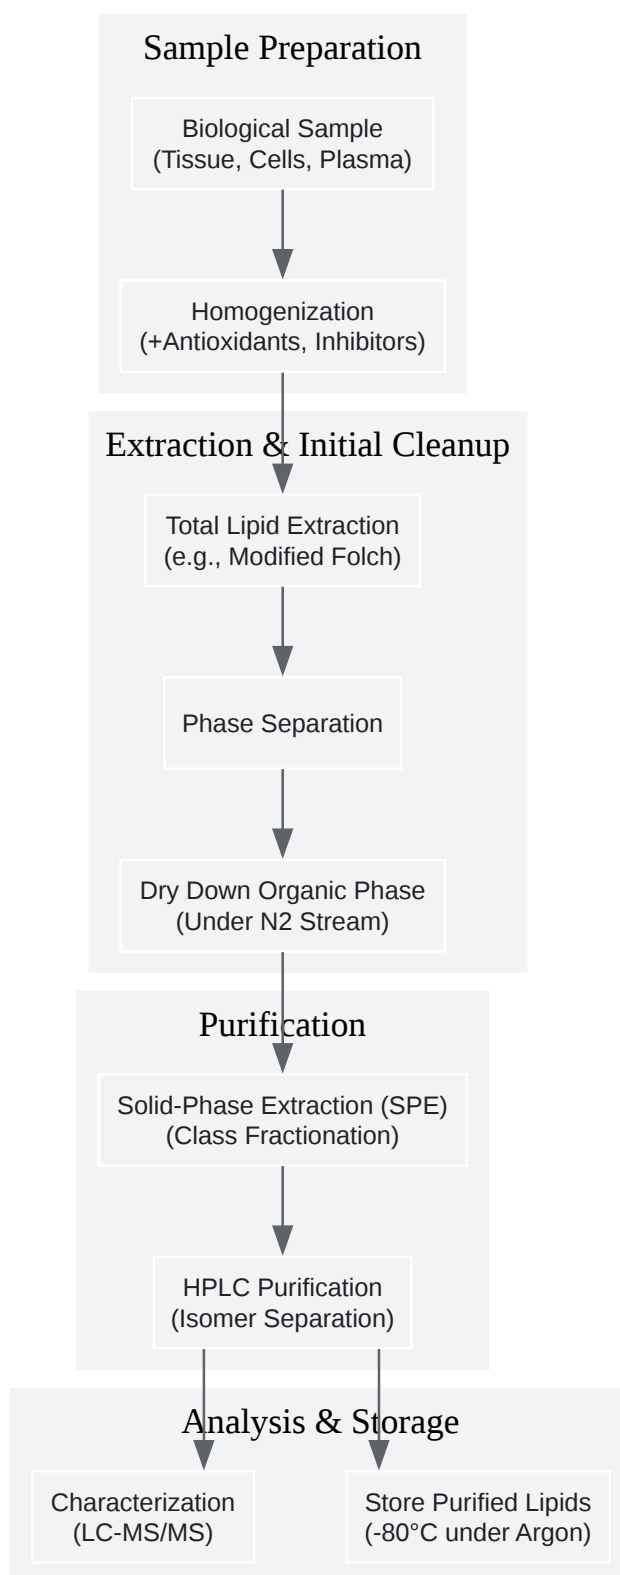 Sample Preparation
Biological Sample
(Tissue, Cells, Plasma)
Homogenization
(+Antioxidants, Inhibitors)
Extraction & Initial Cleanup
Total Lipid Extraction
(e.g., Modified Folch)
Phase Separation
Dry Down Organic Phase
(Under N2 Stream)
Purification
Solid-Phase Extraction (SPE)
(Class Fractionation)
HPLC Purification
(Isomer Separation)
Analysis & Storage
Characterization
(LC-MS/MS)
Store Purified Lipids
(-80°C under Argon)